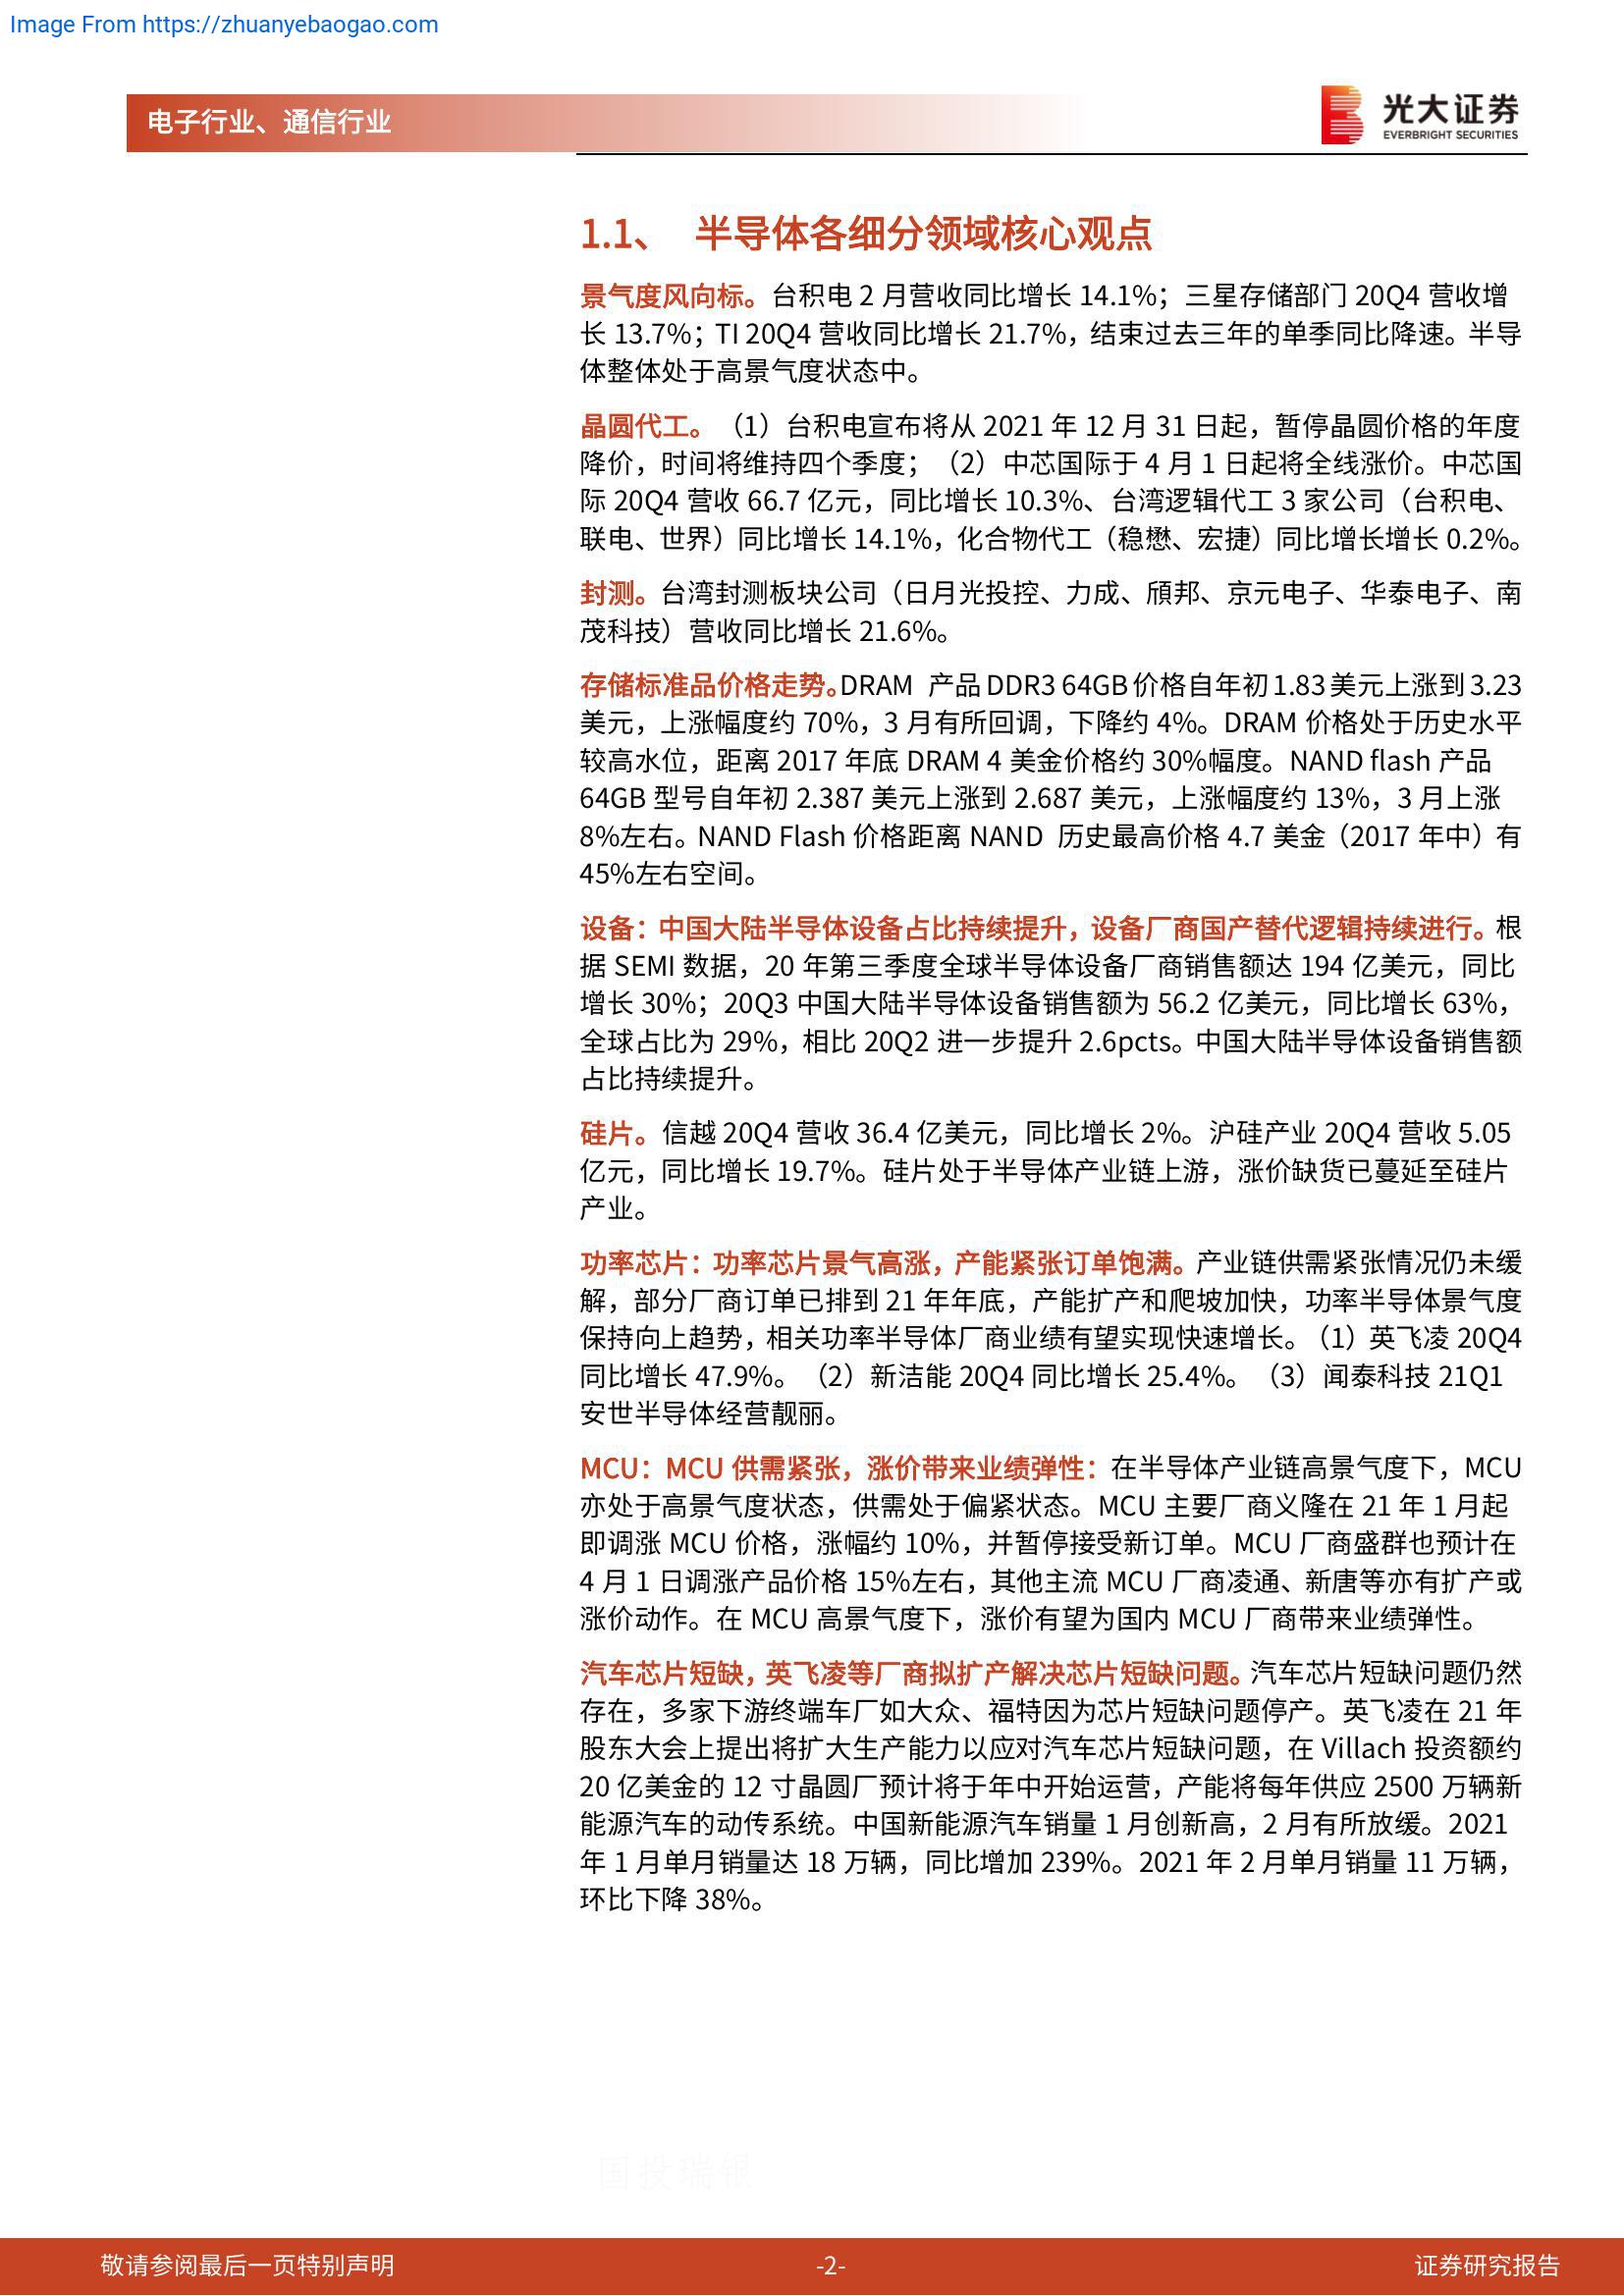 Image From https://zhuanyebaogao.com
电子行业、通信行业
光大证券
EVERBRIGHT SECURITIES
1.1、 半导体各细分领域核心观点
景气度风向标。台积电 2 月营收同比增长 14.1%；三星存储部门 20Q4 营收增
长 13.7%；TI 20Q4 营收同比增长 21.7%，结束过去三年的单季同比降速。半导
体整体处于高景气度状态中。
晶圆代工。（1）台积电宣布将从 2021 年 12 月 31 日起，暂停晶圆价格的年度
降价，时间将维持四个季度；（2）中芯国际于 4 月 1 日起将全线涨价。中芯国
际 20Q4 营收 66.7 亿元，同比增长 10.3%、台湾逻辑代工 3 家公司（台积电、
联电、世界）同比增长 14.1%，化合物代工（稳懋、宏捷）同比增长增长 0.2%。
封测。台湾封测板块公司（日月光投控、力成、頎邦、京元电子、华泰电子、南
茂科技）营收同比增长 21.6%。
存储标准品价格走势。DRAM 产品 DDR3 64GB 价格自年初 1.83 美元上涨到 3.23
美元，上涨幅度约 70%，3 月有所回调，下降约 4%。DRAM 价格处于历史水平
较高水位，距离 2017 年底 DRAM 4 美金价格约 30%幅度。NAND flash 产品
64GB 型号自年初 2.387 美元上涨到 2.687 美元，上涨幅度约 13%，3 月上涨
8%左右。NAND Flash 价格距离 NAND 历史最高价格 4.7 美金（2017 年中）有
45%左右空间。
设备：中国大陆半导体设备占比持续提升，设备厂商国产替代逻辑持续进行。根
据 SEMI 数据，20 年第三季度全球半导体设备厂商销售额达 194 亿美元，同比
增长 30%；20Q3 中国大陆半导体设备销售额为 56.2 亿美元，同比增长 63%，
全球占比为 29%，相比 20Q2 进一步提升 2.6pcts。中国大陆半导体设备销售额
占比持续提升。
硅片。信越 20Q4 营收 36.4 亿美元，同比增长 2%。沪硅产业 20Q4 营收 5.05
亿元，同比增长 19.7%。硅片处于半导体产业链上游，涨价缺货已蔓延至硅片
产业。
功率芯片：功率芯片景气高涨，产能紧张订单饱满。产业链供需紧张情况仍未缓
解，部分厂商订单已排到 21 年年底，产能扩产和爬坡加快，功率半导体景气度
保持向上趋势，相关功率半导体厂商业绩有望实现快速增长。（1）英飞凌 20Q4
同比增长 47.9%。（2）新洁能 20Q4 同比增长 25.4%。（3）闻泰科技 21Q1
安世半导体经营靓丽。
MCU：MCU 供需紧张，涨价带来业绩弹性：在半导体产业链高景气度下，MCU
亦处于高景气度状态，供需处于偏紧状态。MCU 主要厂商义隆在 21 年 1 月起
即调涨 MCU 价格，涨幅约 10%，并暂停接受新订单。MCU 厂商盛群也预计在
4 月 1 日调涨产品价格 15%左右，其他主流 MCU 厂商凌通、新唐等亦有扩产或
涨价动作。在 MCU 高景气度下，涨价有望为国内 MCU 厂商带来业绩弹性。
汽车芯片短缺，英飞凌等厂商拟扩产解决芯片短缺问题。汽车芯片短缺问题仍然
存在，多家下游终端车厂如大众、福特因为芯片短缺问题停产。英飞凌在 21 年
股东大会上提出将扩大生产能力以应对汽车芯片短缺问题，在 Villach 投资额约
20 亿美金的 12 寸晶圆厂预计将于年中开始运营，产能将每年供应 2500 万辆新
能源汽车的动传系统。中国新能源汽车销量 1 月创新高，2 月有所放缓。2021
年 1 月单月销量达 18 万辆，同比增加 239%。2021 年 2 月单月销量 11 万辆，
环比下降 38%。
国投瑞银
敬请参阅最后一页特别声明
-2-
证券研究报告